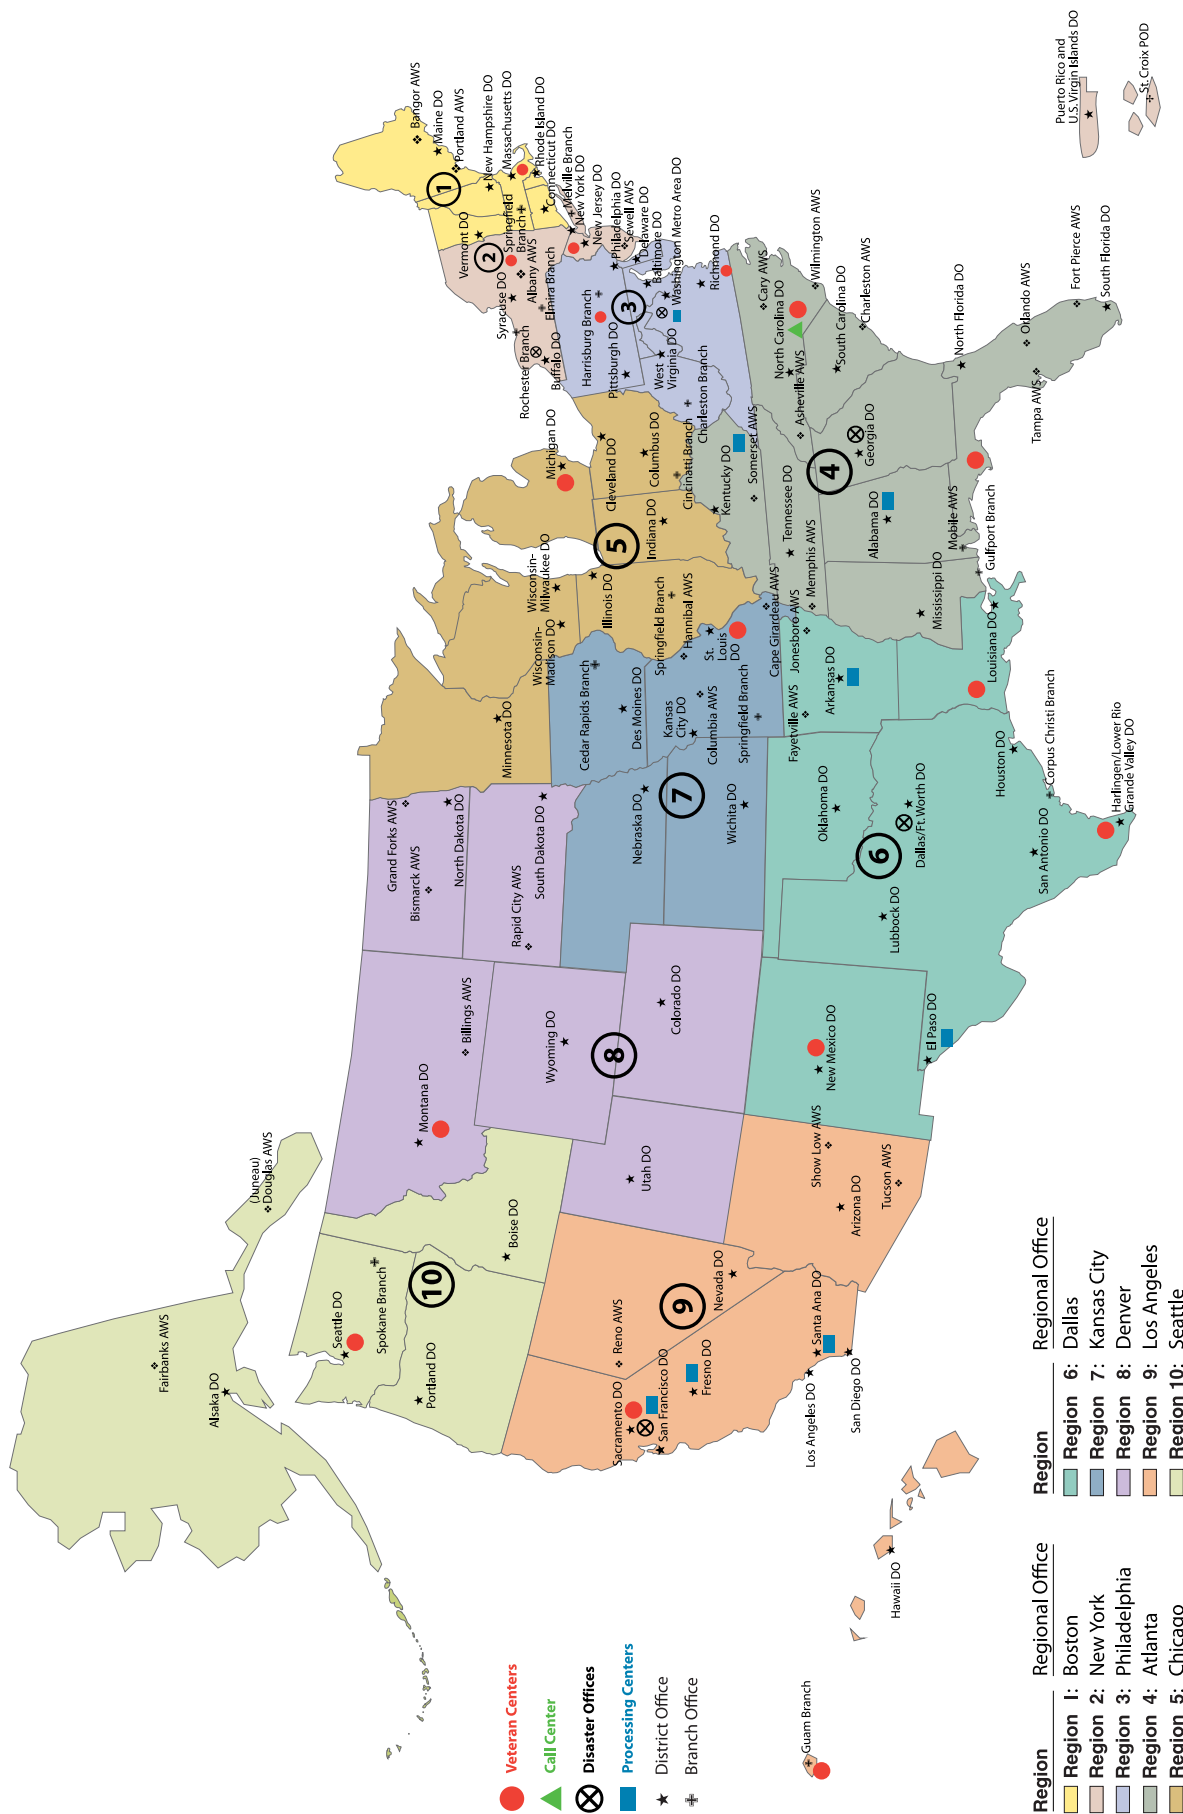 Alsaka DO
Fairbanks AWS
(Juneau)
Douglas AWS
Seattle DO
Spokane Branch
Portland DO
Boise DO
10
Montana DO
Billings AWS
Grand Forks AWS
Bismarck AWS
North Dakota DO
Rapid City AWS
South Dakota DO
Wyoming DO
8
Colorado DO
Utah DO
Sacramento DO
Reno AWS
San Francisco DO
Fresno DO
9
Nevada DO
Los Angeles DO
Santa Ana DO
San Diego DO
Show Low AWS
Arizona DO
Tucson AWS
Hawaii DO
Guam Branch
New Mexico DO
El Paso DO
Lubbock DO
Oklahoma DO
6
Dallas/Ft. Worth DO
San Antonio DO
Houston DO
Corpus Christi Branch
Harlingen/Lower Rio
Grande Valley DO
Fayetteville AWS
Arkansas DO
Jonesboro AWS
Louisiana DO
Nebraska DO
7
Wichita DO
Cedar Rapids Branch
Des Moines DO
Kansas
City DO
Columbia AWS
Springfield Branch
Hannibal AWS
St.
Louis
DO
Cape Girardeau AWS
Minnesota DO
Wisconsin-
Madison DO
Wisconsin-
Milwaukee DO
Illinois DO
Springfield Branch
5
Indiana DO
Michigan DO
Cleveland DO
Columbus DO
Cincinatti Branch
Kentucky DO
Somerset AWS
Tennessee DO
Memphis AWS
Mississippi DO
Gulfport Branch
Mobile AWS
Alabama DO
4
Georgia DO
Asheville AWS
North Carolina DO
Cary AWS
Wilmington AWS
South Carolina DO
Charleston AWS
North Florida DO
Orlando AWS
Tampa AWS
Fort Pierce AWS
South Florida DO
Charleston Branch
West
Virginia DO
Pittsburgh DO
Harrisburg Branch
3
Philadelphia DO
Sewell AWS
Delaware DO
Baltimore DO
Washington Metro Area DO
Richmond DO
Buffalo DO
Rochester Branch
Elmira Branch
Syracuse DO
Albany AWS
2
New Jersey DO
New York DO
Melville Branch
Vermont DO
Springfield
Branch
Connecticut DO
Rhode Island DO
Massachusetts DO
New Hampshire DO
1
Portland AWS
Maine DO
Bangor AWS
Puerto Rico and
U.S. Virgin Islands DO
St. Croix POD
Veteran Centers
Call Center
Disaster Offices
Processing Centers
District Office
Branch Office
Region Regional Office
Region 1: Boston
Region 2: New York
Region 3: Philadelphia
Region 4: Atlanta
Region 5: Chicago
Region Regional Office
Region 6: Dallas
Region 7: Kansas City
Region 8: Denver
Region 9: Los Angeles
Region 10: Seattle